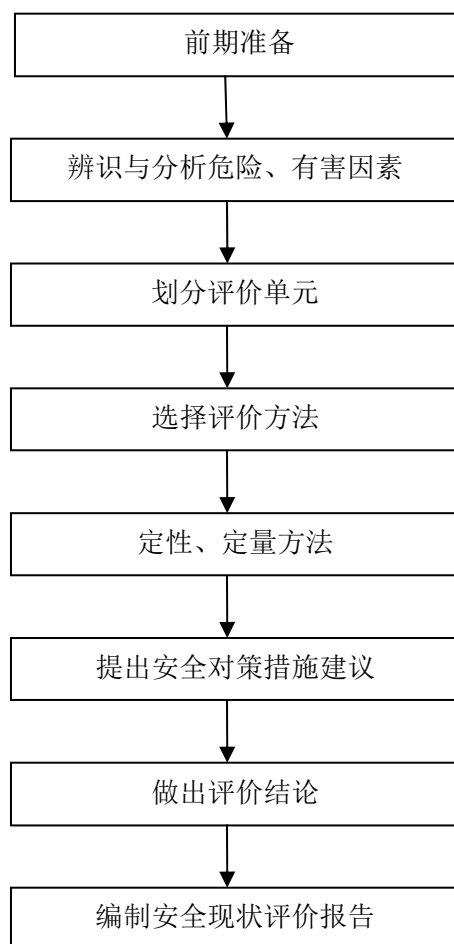 前期准备
辨识与分析危险、有害因素
划分评价单元
选择评价方法
定性、定量方法
提出安全对策措施建议
做出评价结论
编制安全现状评价报告